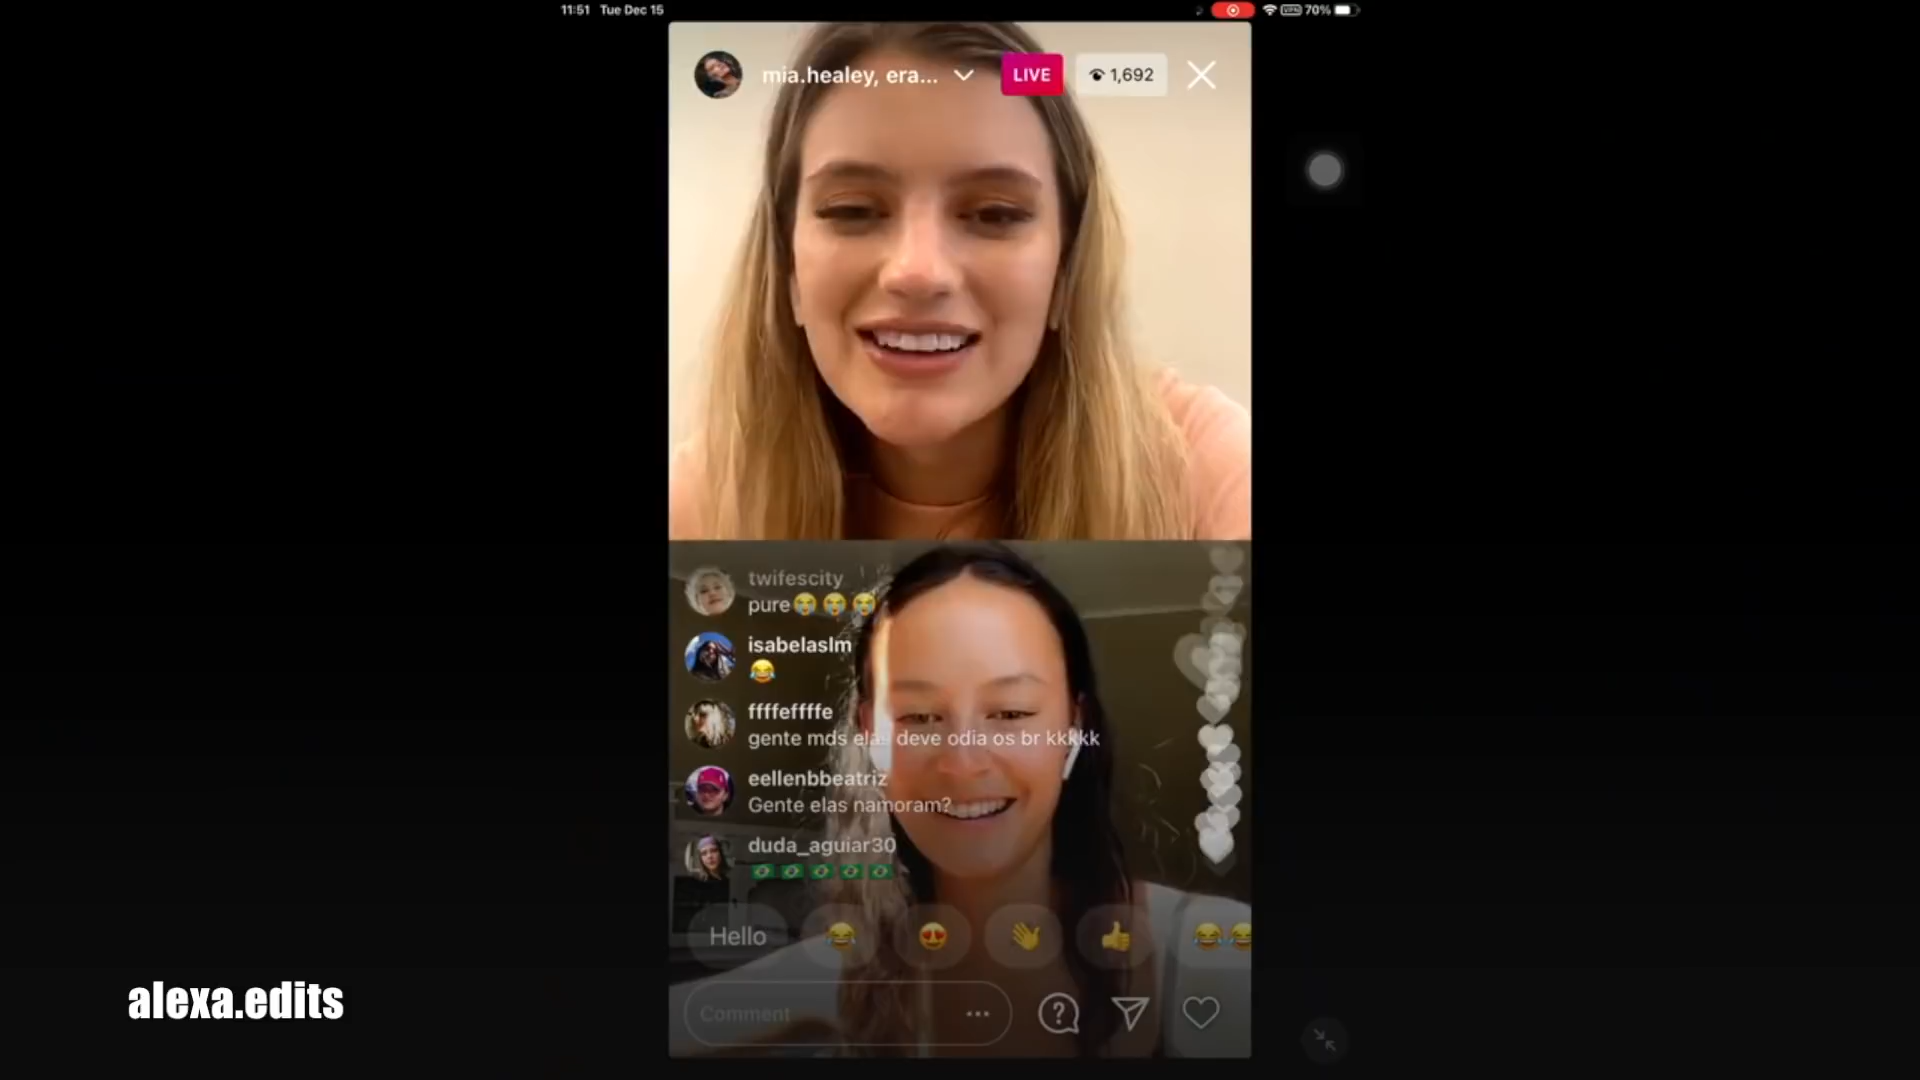 11:51 Tue Dec 15
VPN 70%
mia.healey, era...
LIVE
1,692
twifescity
pure😭😭😭
isabelaslm
😂
ffffeffffe
gente mds elas deve odia os br kkkkk
eellenbbeatriz
Gente elas namoram?
duda_aguiar30
🇧🇷🇧🇷🇧🇷🇧🇷🇧🇷
Hello 😂 😍 👋 👍 😂😂
Comment
alexa.edits